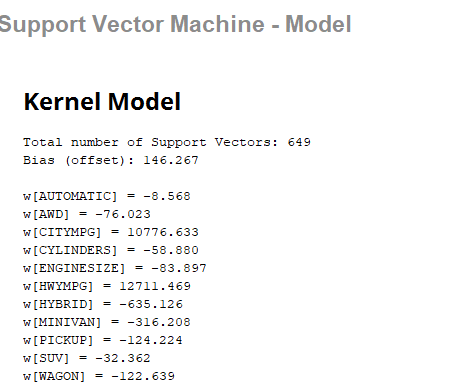 Support Vector Machine - Model
Kernel Model
Total number of Support Vectors: 649
Bias (offset): 146.267
w[AUTOMATIC] = -8.568
w[AWD] = -76.023
w[CITYMPG] = 10776.633
w[CYLINDERS] = -58.880
w[ENGINESIZE] = -83.897
w[HWYMPG] = 12711.469
w[HYBRID] = -635.126
w[MINIVAN] = -316.208
w[PICKUP] = -124.224
w[SUV] = -32.362
w[WAGON] = -122.639